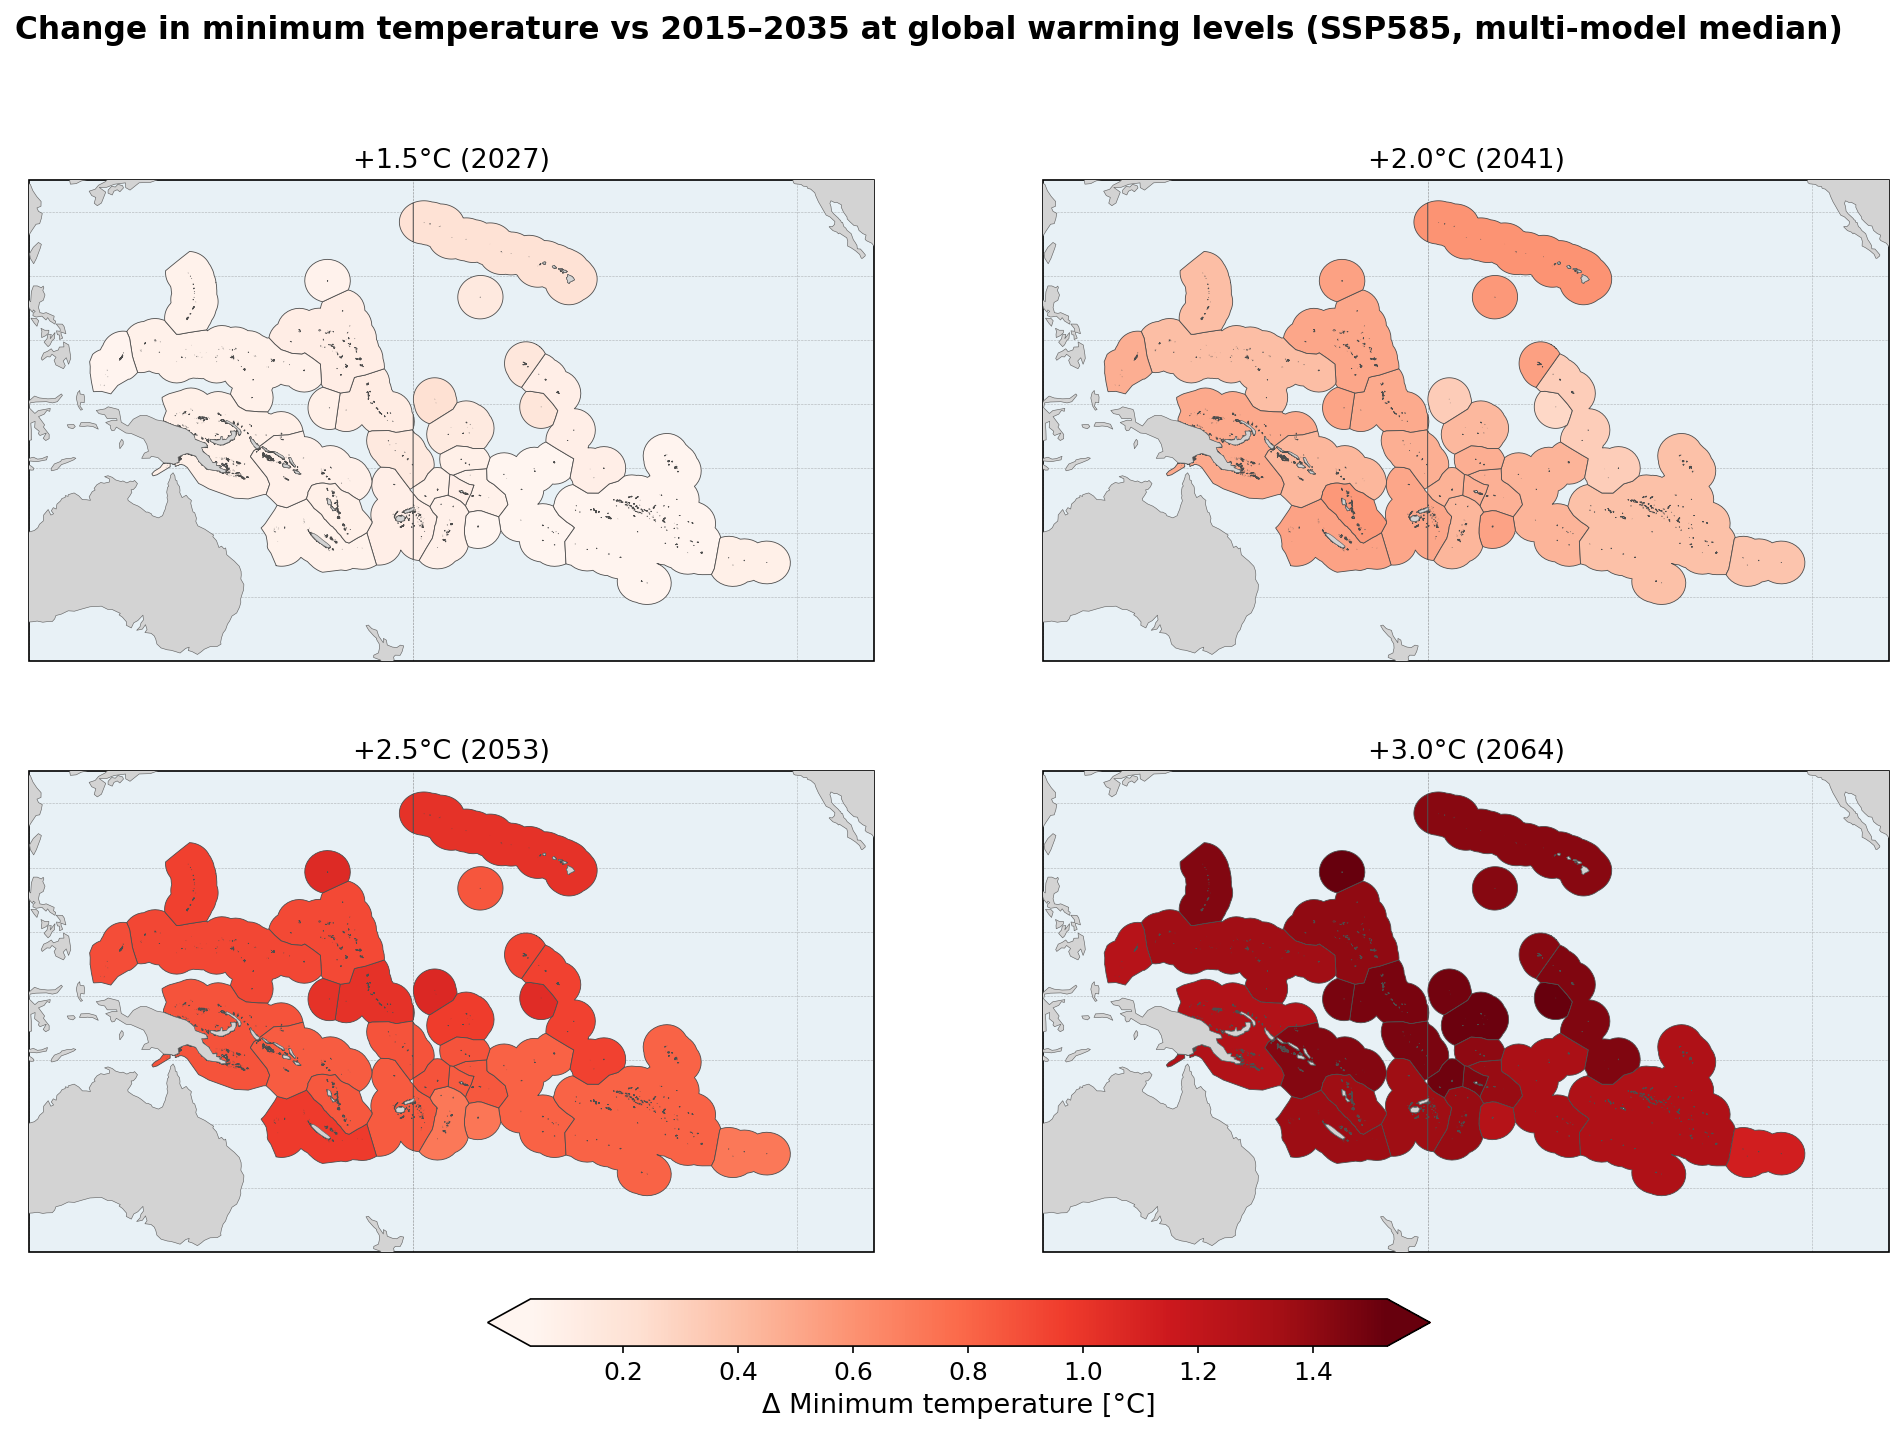 Change in minimum temperature vs 2015–2035 at global warming levels (SSP585, multi-model median)
+1.5°C (2027)
+2.0°C (2041)
+2.5°C (2053)
+3.0°C (2064)
0.2 0.4 0.6 0.8 1.0 1.2 1.4
Δ Minimum temperature [°C]